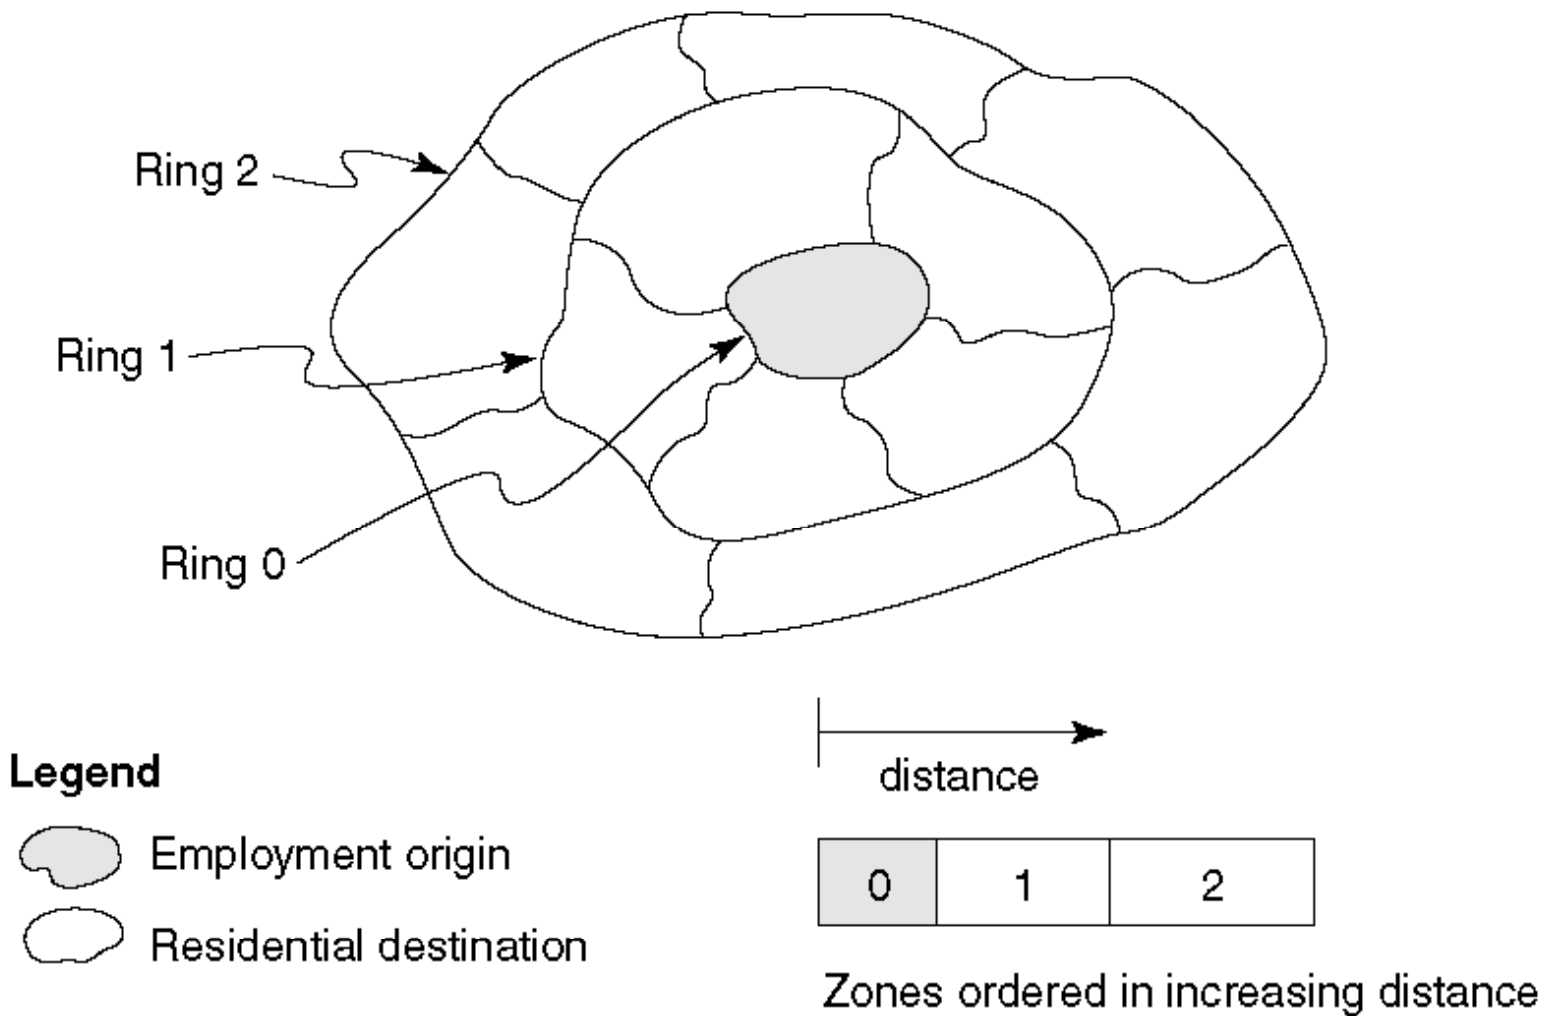 Ring 2
Ring 1
Ring 0
distance
Legend
Employment origin
Residential destination
0 1 2
Zones ordered in increasing distance